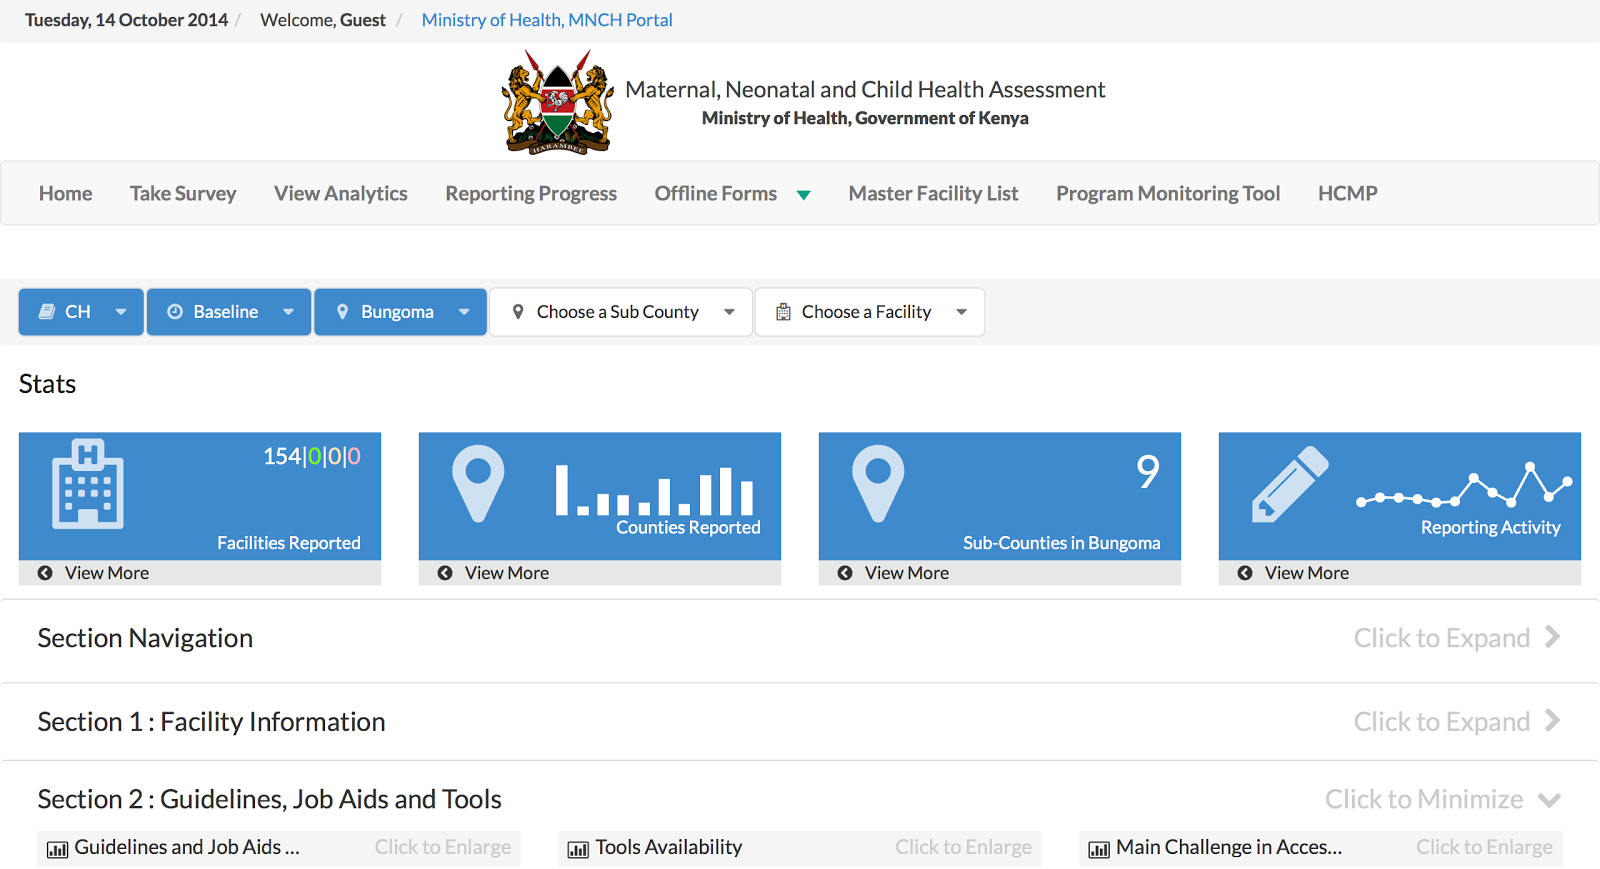 Tuesday, 14 October 2014 / Welcome, Guest / Ministry of Health, MNCH Portal
HARAMBEE
Maternal, Neonatal and Child Health Assessment
Ministry of Health, Government of Kenya
Home Take Survey View Analytics Reporting Progress Offline Forms Master Facility List Program Monitoring Tool HCMP
CH Baseline Bungoma Choose a Sub County Choose a Facility
Stats
H 154|0|0|0 9
Counties Reported Reporting Activity
Facilities Reported Sub-Counties in Bungoma
View More View More View More View More
Section Navigation Click to Expand
Section 1 : Facility Information Click to Expand
Section 2 : Guidelines, Job Aids and Tools Click to Minimize
Guidelines and Job Aids ... Click to Enlarge Tools Availability Click to Enlarge Main Challenge in Acces... Click to Enlarge